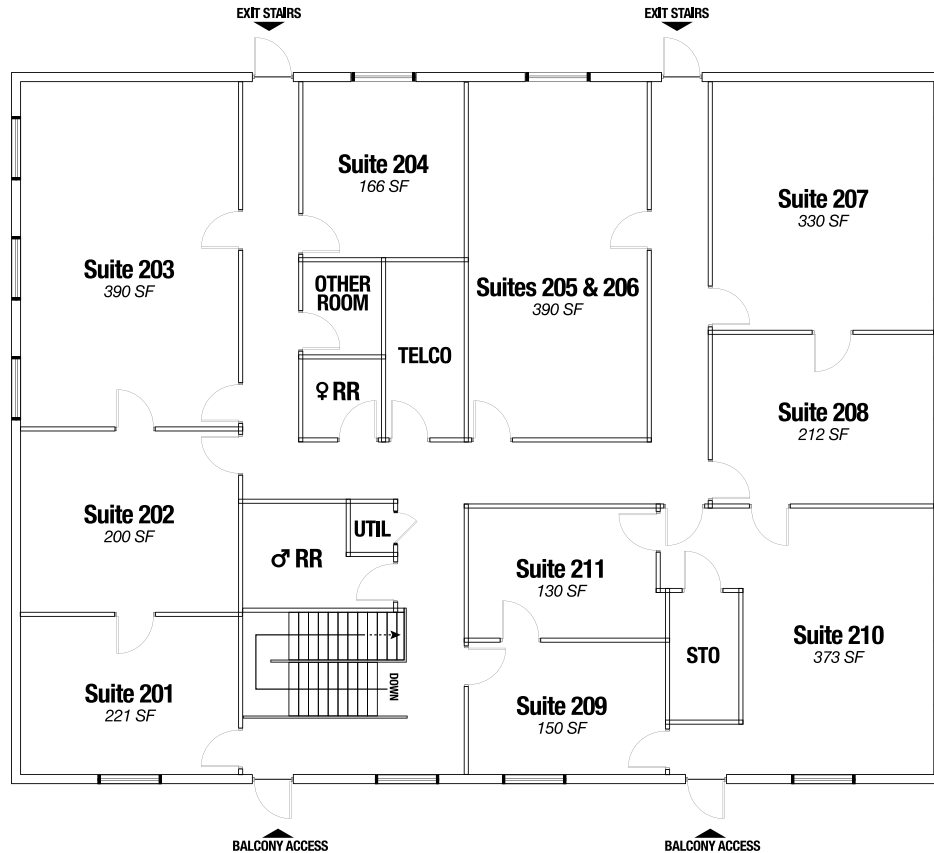 EXIT STAIRS
EXIT STAIRS
Suite 204
166 SF
Suite 207
330 SF
Suite 203
390 SF
OTHER
ROOM
Suites 205 & 206
390 SF
TELCO
♀ RR
Suite 208
212 SF
Suite 202
200 SF
UTIL
♂ RR
Suite 211
130 SF
Suite 210
373 SF
STO
DOWN
Suite 201
221 SF
Suite 209
150 SF
BALCONY ACCESS
BALCONY ACCESS